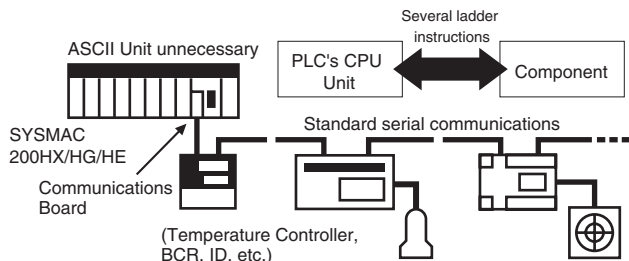 ASCII Unit unnecessary
Several ladder
instructions
PLC's CPU
Unit
Component
SYSMAC
200HX/HG/HE
Standard serial communications
Communications
Board
(Temperature Controller,
BCR, ID, etc.)